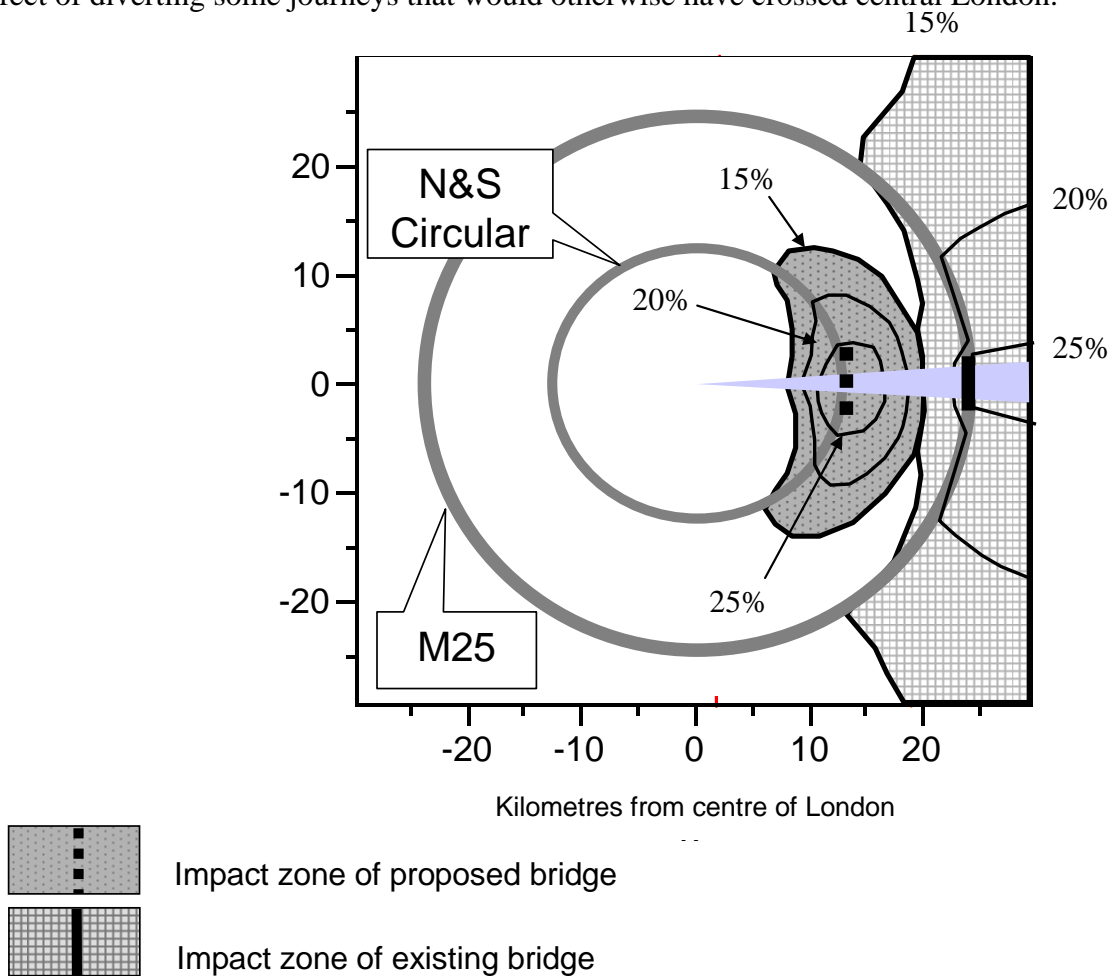 fect of diverting some journeys that would otherwise have crossed central London.
15%
20
N&S
Circular
15%
20%
10
20%
25%
0
-10
25%
-20
M25
-20 -10 0 10 20
Kilometres from centre of London
Impact zone of proposed bridge
Impact zone of existing bridge